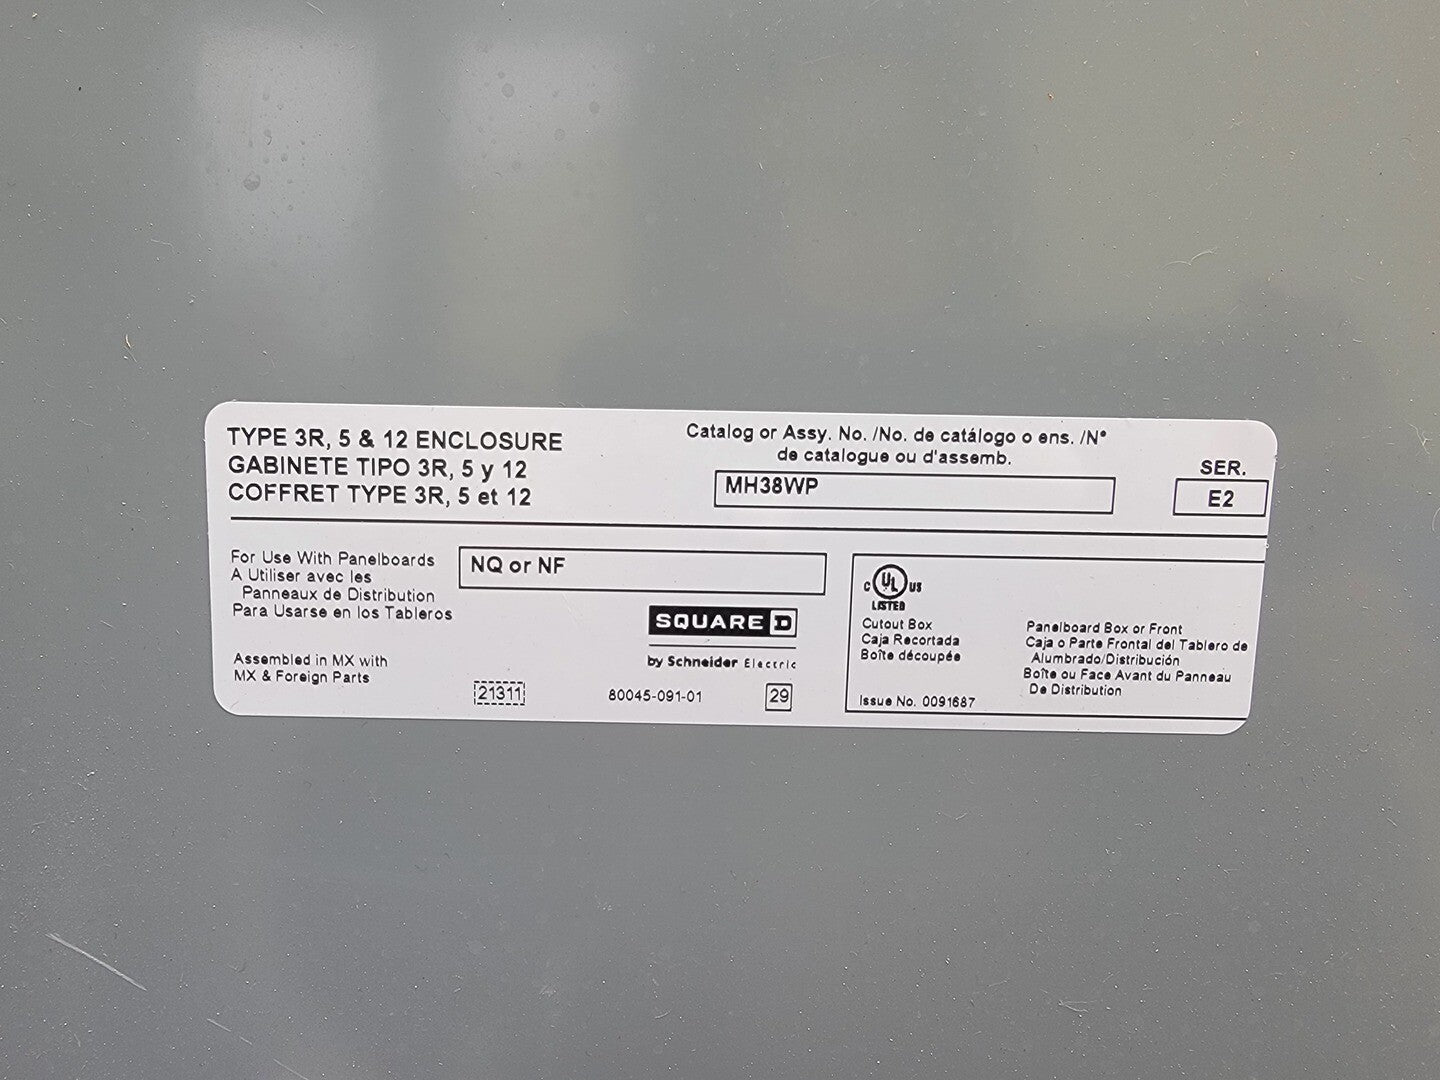 TYPE 3R, 5 & 12 ENCLOSURE
GABINETE TIPO 3R, 5 y 12
COFFRET TYPE 3R, 5 et 12
Catalog or Assy. No. /No. de catálogo o ens. /N°
de catalogue ou d'assemb.
MH38WP
SER.
E2
For Use With Panelboards
A Utiliser avec les
Panneaux de Distribution
Para Usarse en los Tableros
NQ or NF
SQUARE D
by Schneider Electric
Assembled in MX with
MX & Foreign Parts
21311
80045-091-01
29
C UL US
LISTED
Cutout Box
Caja Recortada
Boîte découpée
Issue No. 0091687
Panelboard Box or Front
Caja o Parte Frontal del Tablero de
Alumbrado/Distribución
Boîte ou Face Avant du Panneau
De Distribution